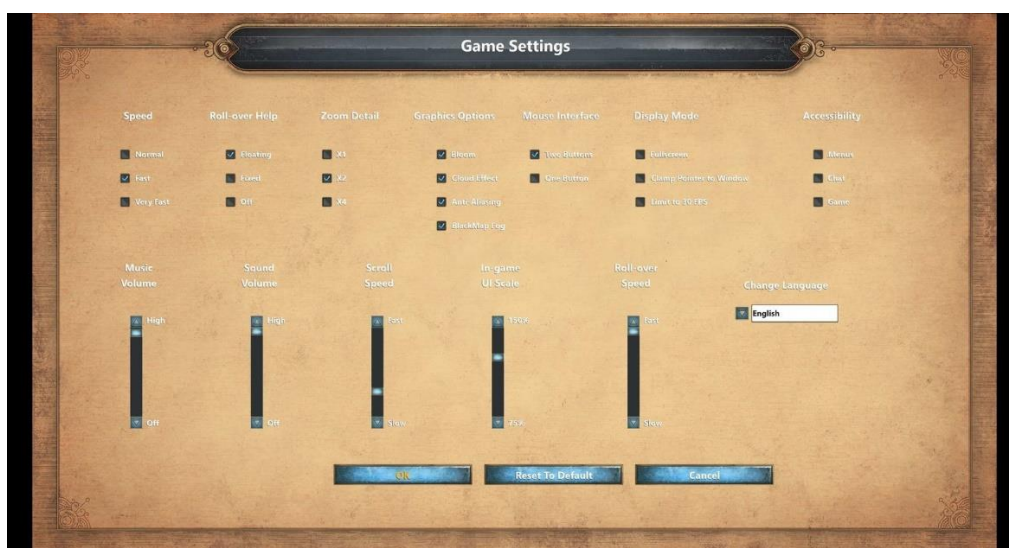 Game Settings
Speed Roll-over Help Zoom Detail Graphics Options Mouse Interface Display Mode Accessibility
Normal Floating X1 Bloom Two Buttons Fullscreen Menus
Fast Fixed X2 Cloud Effect One Button Clamp Pointer to Window Chat
Very Fast Off X4 Anti-Aliasing Limit to 30 FPS Game
BlackMap Fog
Music Sound Scroll In-game Roll-over
Volume Volume Speed UI Scale Speed Change Language
High High Fast 150% Fast English
Off Off Slow 75% Slow
OK Reset To Default Cancel